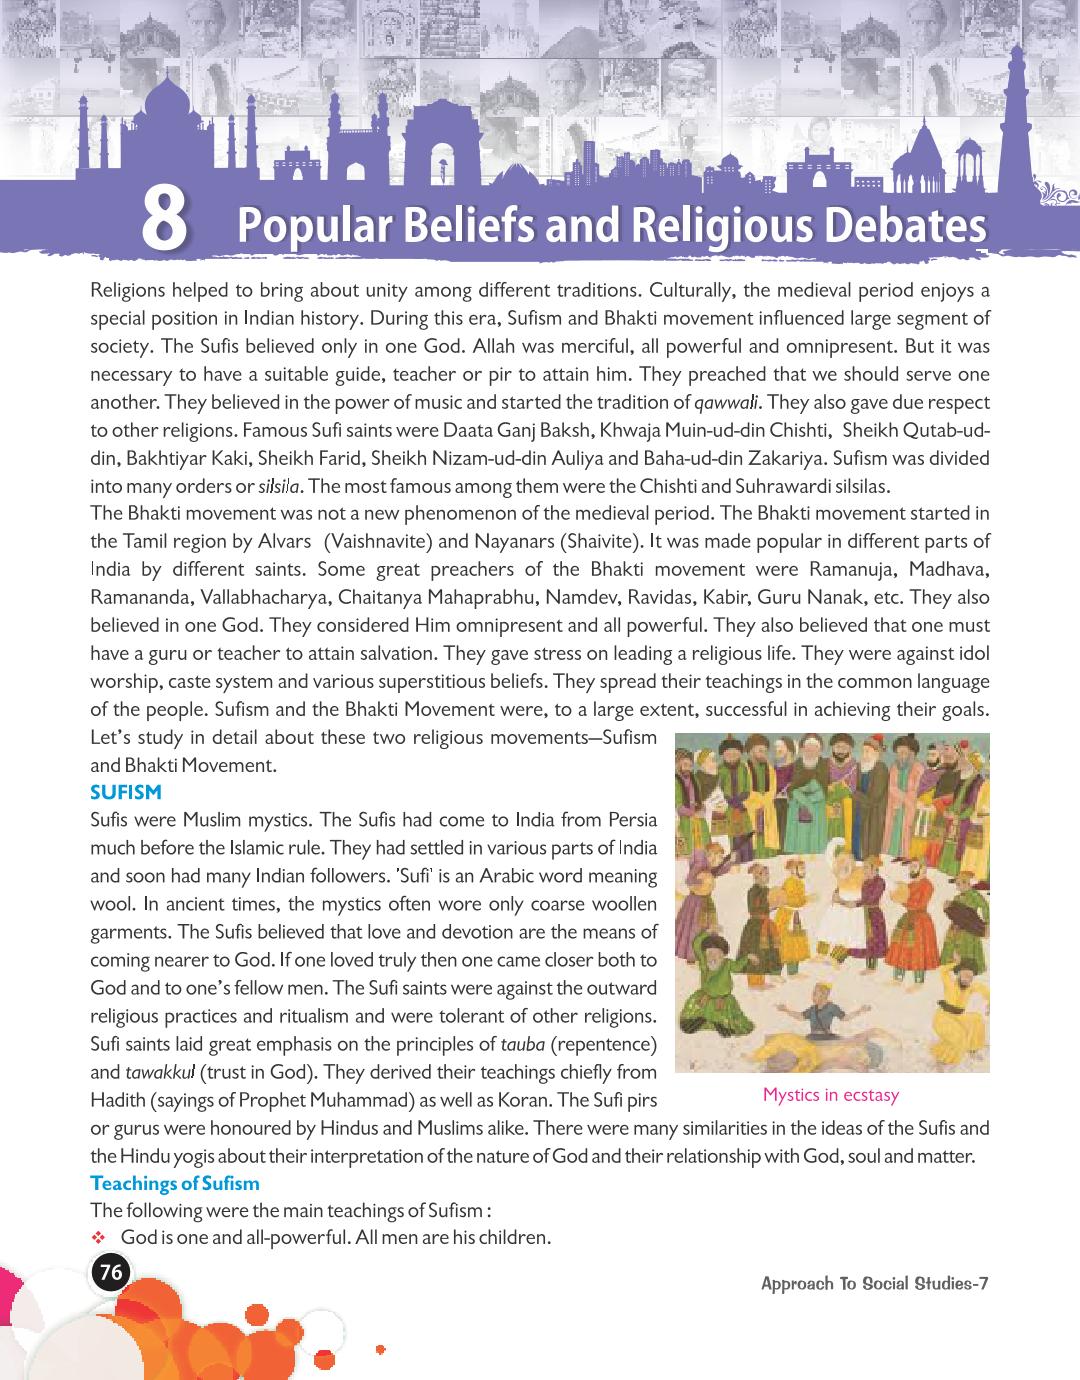 8 Popular Beliefs and Religious Debates
Religions helped to bring about unity among different traditions. Culturally, the medieval period enjoys a
special position in Indian history. During this era, Sufism and Bhakti movement influenced large segment of
society. The Sufis believed only in one God. Allah was merciful, all powerful and omnipresent. But it was
necessary to have a suitable guide, teacher or pir to attain him. They preached that we should serve one
another. They believed in the power of music and started the tradition of qawwali. They also gave due respect
to other religions. Famous Sufi saints were Daata Ganj Baksh, Khwaja Muin-ud-din Chishti, Sheikh Qutab-ud-
din, Bakhtiyar Kaki, Sheikh Farid, Sheikh Nizam-ud-din Auliya and Baha-ud-din Zakariya. Sufism was divided
into many orders or silsila. The most famous among them were the Chishti and Suhrawardi silsilas.
The Bhakti movement was not a new phenomenon of the medieval period. The Bhakti movement started in
the Tamil region by Alvars (Vaishnavite) and Nayanars (Shaivite). It was made popular in different parts of
India by different saints. Some great preachers of the Bhakti movement were Ramanuja, Madhava,
Ramananda, Vallabhacharya, Chaitanya Mahaprabhu, Namdev, Ravidas, Kabir, Guru Nanak, etc. They also
believed in one God. They considered Him omnipresent and all powerful. They also believed that one must
have a guru or teacher to attain salvation. They gave stress on leading a religious life. They were against idol
worship, caste system and various superstitious beliefs. They spread their teachings in the common language
of the people. Sufism and the Bhakti Movement were, to a large extent, successful in achieving their goals.
Let's study in detail about these two religious movements—Sufism
and Bhakti Movement.
SUFISM
Sufis were Muslim mystics. The Sufis had come to India from Persia
much before the Islamic rule. They had settled in various parts of India
and soon had many Indian followers. 'Sufi' is an Arabic word meaning
wool. In ancient times, the mystics often wore only coarse woollen
garments. The Sufis believed that love and devotion are the means of
coming nearer to God. If one loved truly then one came closer both to
God and to one's fellow men. The Sufi saints were against the outward
religious practices and ritualism and were tolerant of other religions.
Sufi saints laid great emphasis on the principles of tauba (repentence)
and tawakkul (trust in God). They derived their teachings chiefly from
Hadith (sayings of Prophet Muhammad) as well as Koran. The Sufi pirs
or gurus were honoured by Hindus and Muslims alike. There were many similarities in the ideas of the Sufis and
the Hindu yogis about their interpretation of the nature of God and their relationship with God, soul and matter.
Mystics in ecstasy
Teachings of Sufism
The following were the main teachings of Sufism :
❖ God is one and all-powerful. All men are his children.
76
Approach To Social Studies-7